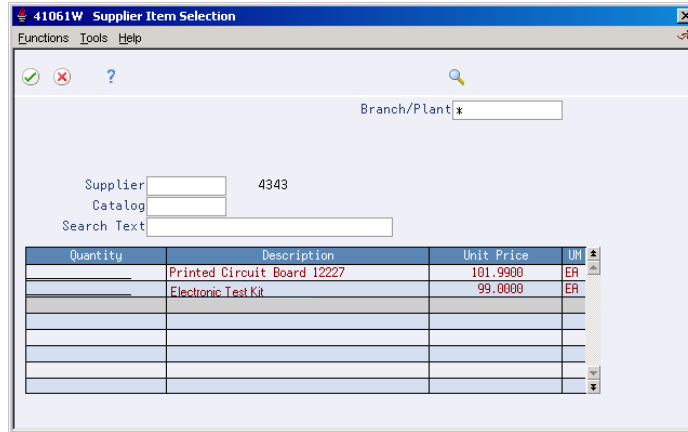 41061W Supplier Item Selection
Functions Tools Help
?
Branch/Plant *
Supplier 4343
Catalog
Search Text
Quantity Description Unit Price UM
Printed Circuit Board 12227 101.9900 EA
Electronic Test Kit 99.0000 EA